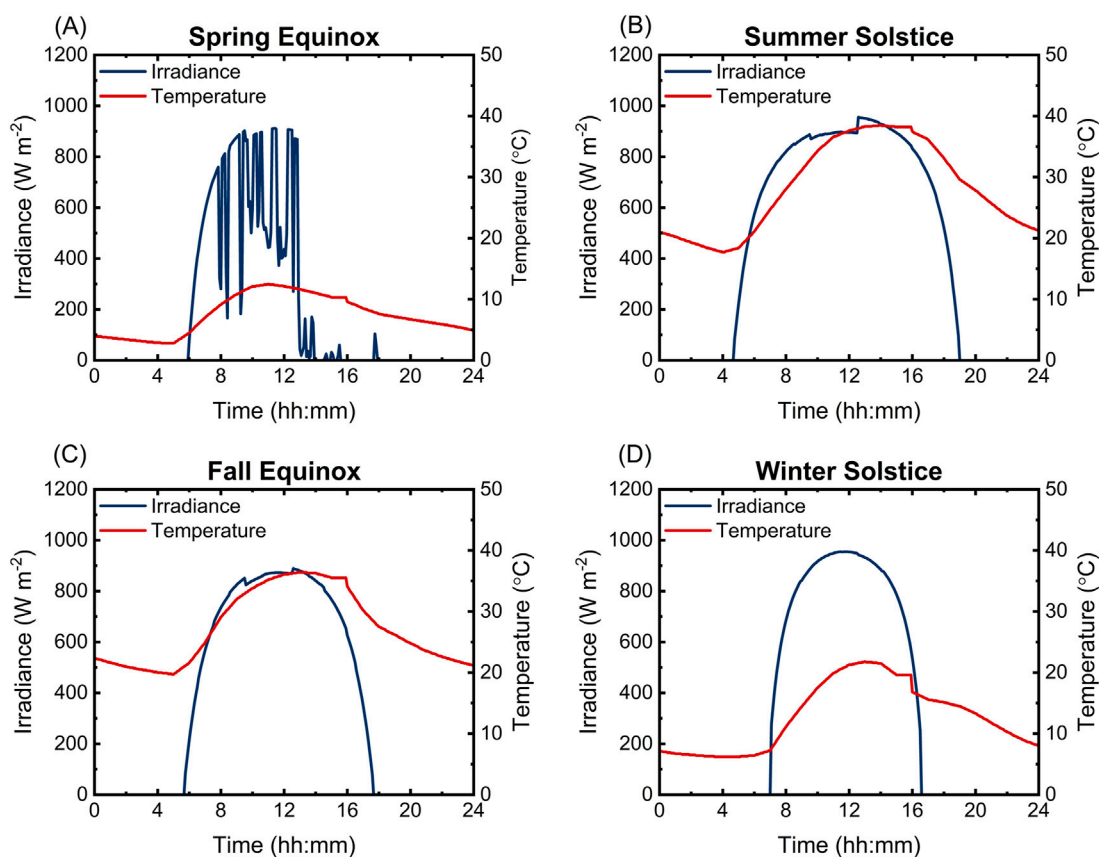 (A)
Spring Equinox
Irradiance
Temperature
1200
1000
800
600
400
200
0
Irradiance (W m-2)
50
40
30
20
10
0
Temperature (°C)
0 4 8 12 16 20 24
Time (hh:mm)
(B)
Summer Solstice
Irradiance
Temperature
1200
1000
800
600
400
200
0
Irradiance (W m-2)
50
40
30
20
10
0
Temperature (°C)
0 4 8 12 16 20 24
Time (hh:mm)
(C)
Fall Equinox
Irradiance
Temperature
1200
1000
800
600
400
200
0
Irradiance (W m-2)
50
40
30
20
10
0
Temperature (°C)
0 4 8 12 16 20 24
Time (hh:mm)
(D)
Winter Solstice
Irradiance
Temperature
1200
1000
800
600
400
200
0
Irradiance (W m-2)
50
40
30
20
10
0
Temperature (°C)
0 4 8 12 16 20 24
Time (hh:mm)